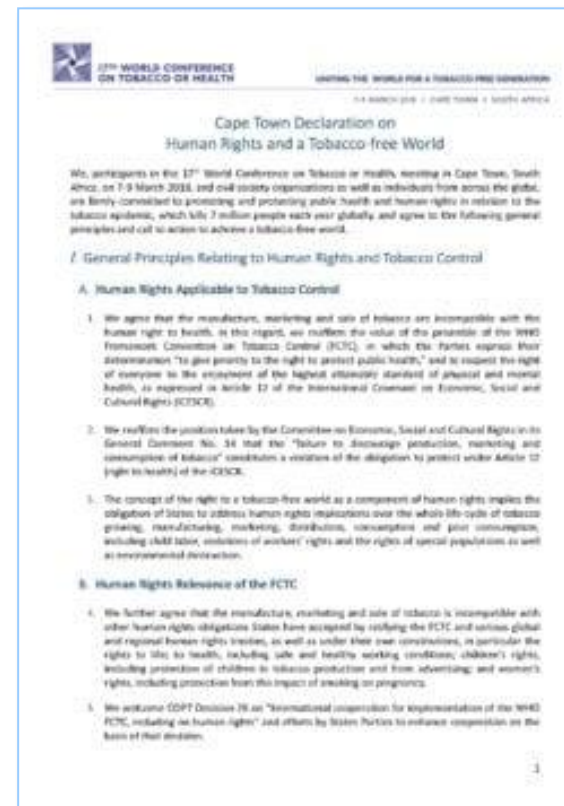 17TH WORLD CONFERENCE
ON TOBACCO OR HEALTH
UNITING THE WORLD FOR A TOBACCO FREE GENERATION
7-9 MARCH 2018 | CAPE TOWN | SOUTH AFRICA
Cape Town Declaration on
Human Rights and a Tobacco-free World
We, participants in the 17th World Conference on Tobacco or Health, meeting in Cape Town, South
Africa, on 7-9 March 2018, and civil society organizations as well as individuals from across the globe,
are firmly committed to promoting and protecting public health and human rights in relation to the
tobacco epidemic, which kills 7 million people each year globally, and agree to the following general
principles and call to action to achieve a tobacco-free world.
I General Principles Relating to Human Rights and Tobacco Control
A. Human Rights Applicable to Tobacco Control
1. We agree that the manufacture, marketing and sale of tobacco are incompatible with the
human right to health. In this regard, we reaffirm the value of the preamble of the WHO
Framework Convention on Tobacco Control (FCTC), in which the Parties express their
determination "to give priority to the right to protect public health," and to respect the right
of everyone to the enjoyment of the highest attainable standard of physical and mental
health, as expressed in Article 12 of the International Covenant on Economic, Social and
Cultural Rights (ICESCR).
2. We reaffirm the position taken by the Committee on Economic, Social and Cultural Rights in its
General Comment No. 14 that the "failure to discourage production, marketing and
consumption of tobacco" constitutes a violation of the obligation to protect under Article 12
(right to health) of the ICESCR.
3. The concept of the right to a tobacco-free world as a component of human rights implies the
obligation of States to address human rights implications over the whole life cycle of tobacco
growing, manufacturing, marketing, distribution, consumption and post consumption,
including child labor, violations of workers' rights and the rights of special populations as well
as environmental destruction.
B. Human Rights Relevance of the FCTC
4. We further agree that the manufacture, marketing and sale of tobacco is incompatible with
other human rights obligations States have accepted by ratifying the FCTC and various global
and regional human rights treaties, as well as under their own constitutions, in particular the
rights to life; to health, including safe and healthy working conditions; children's rights,
including protection of children in tobacco production and from advertising; and women's
rights, including protection from the impact of smoking on pregnancy.
5. We welcome COP7 Decision 26 on "International cooperation for implementation of the WHO
FCTC, including on human rights" and efforts by States Parties to enhance cooperation on the
basis of that decision.
1